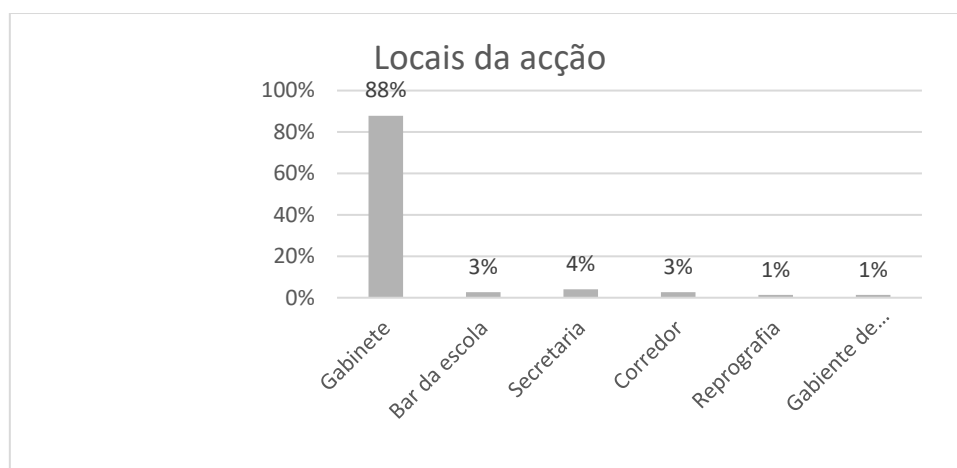 Locais da acção
100%
80%
60%
40%
20%
0%
88%
3%
4%
3%
1%
1%
Gabinete
Bar da escola
Secretaria
Corredor
Reprografia
Gabiente de...